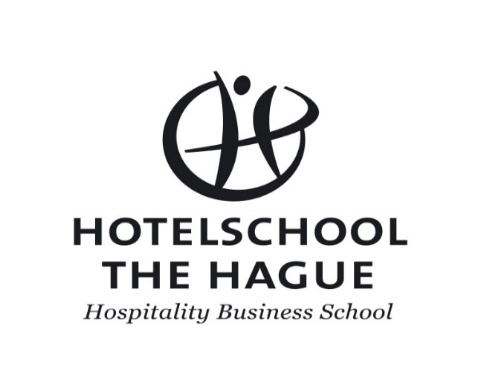 HOTELSCHOOL
THE HAGUE
Hospitality Business School